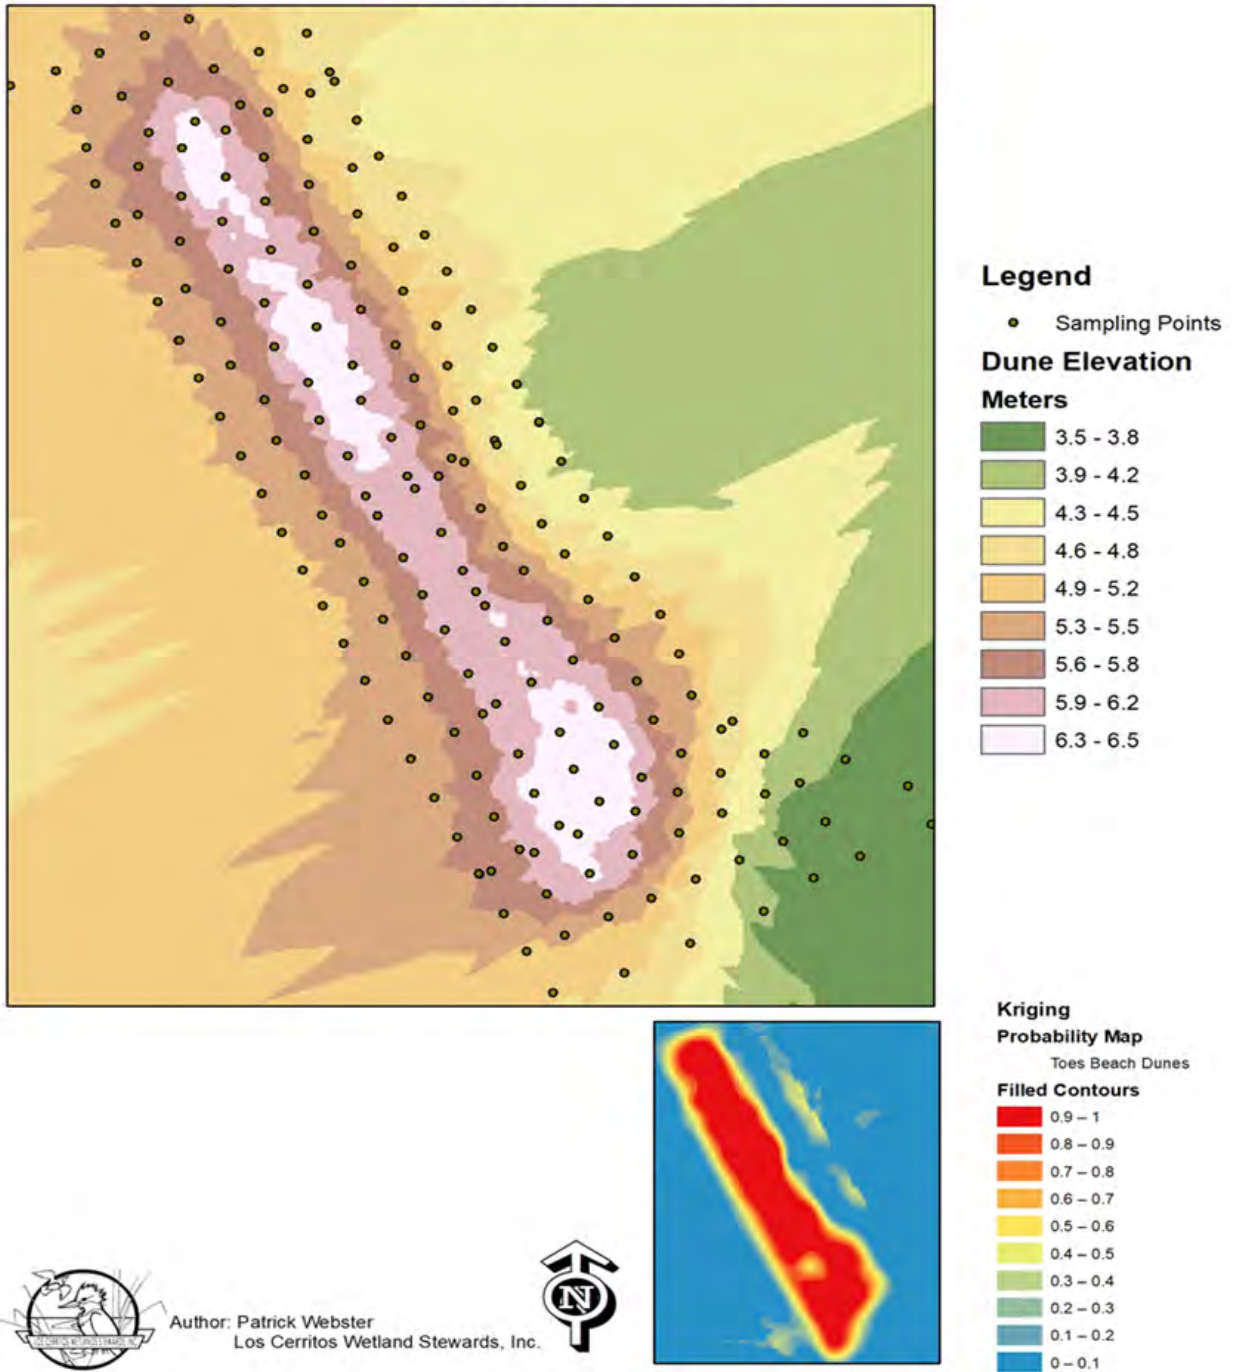 Legend
Sampling Points
Dune Elevation
Meters
3.5 - 3.8
3.9 - 4.2
4.3 - 4.5
4.6 - 4.8
4.9 - 5.2
5.3 - 5.5
5.6 - 5.8
5.9 - 6.2
6.3 - 6.5
Kriging
Probability Map
Toes Beach Dunes
Filled Contours
0.9 – 1
0.8 – 0.9
0.7 – 0.8
0.6 – 0.7
0.5 – 0.6
0.4 – 0.5
0.3 – 0.4
0.2 – 0.3
0.1 – 0.2
0 – 0.1
N
LOS CERRITOS WETLANDS STEWARDS, INC.
Author: Patrick Webster
Los Cerritos Wetland Stewards, Inc.